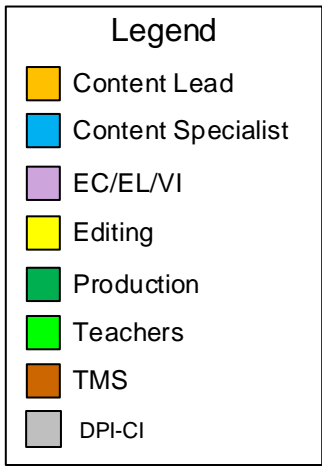 Legend
Content Lead
Content Specialist
EC/EL/VI
Editing
Production
Teachers
TMS
DPI-CI